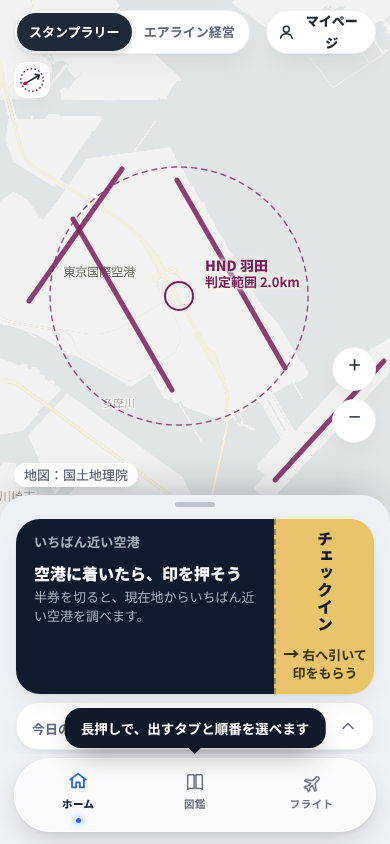 スタンプラリー
エアライン経営
マイペー
ジ
HND 羽田
判定範囲 2.0km
東京国際空港
多摩川
+
−
地図：国土地理院
川崎市
いちばん近い空港
空港に着いたら、印を押そう
半券を切ると、現在地からいちばん近
い空港を調べます。
チェックイン
→ 右へ引いて
印をもらう
今日の
長押しで、出すタブと順番を選べます
ホーム
図鑑
フライト